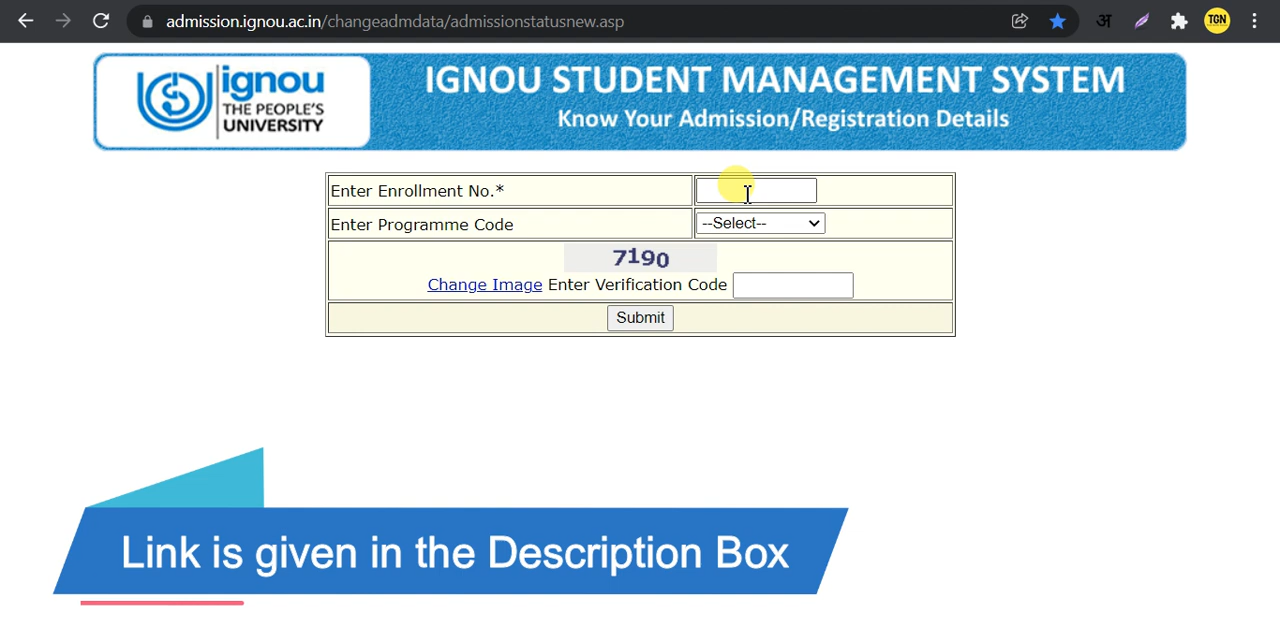 admission.ignou.ac.in/changeadmdata/admissionstatusnew.asp
अ
TGN
ignou
THE PEOPLE'S
UNIVERSITY
IGNOU STUDENT MANAGEMENT SYSTEM
Know Your Admission/Registration Details
Enter Enrollment No.*
Enter Programme Code --Select--
7190
Change Image Enter Verification Code
Submit
Link is given in the Description Box